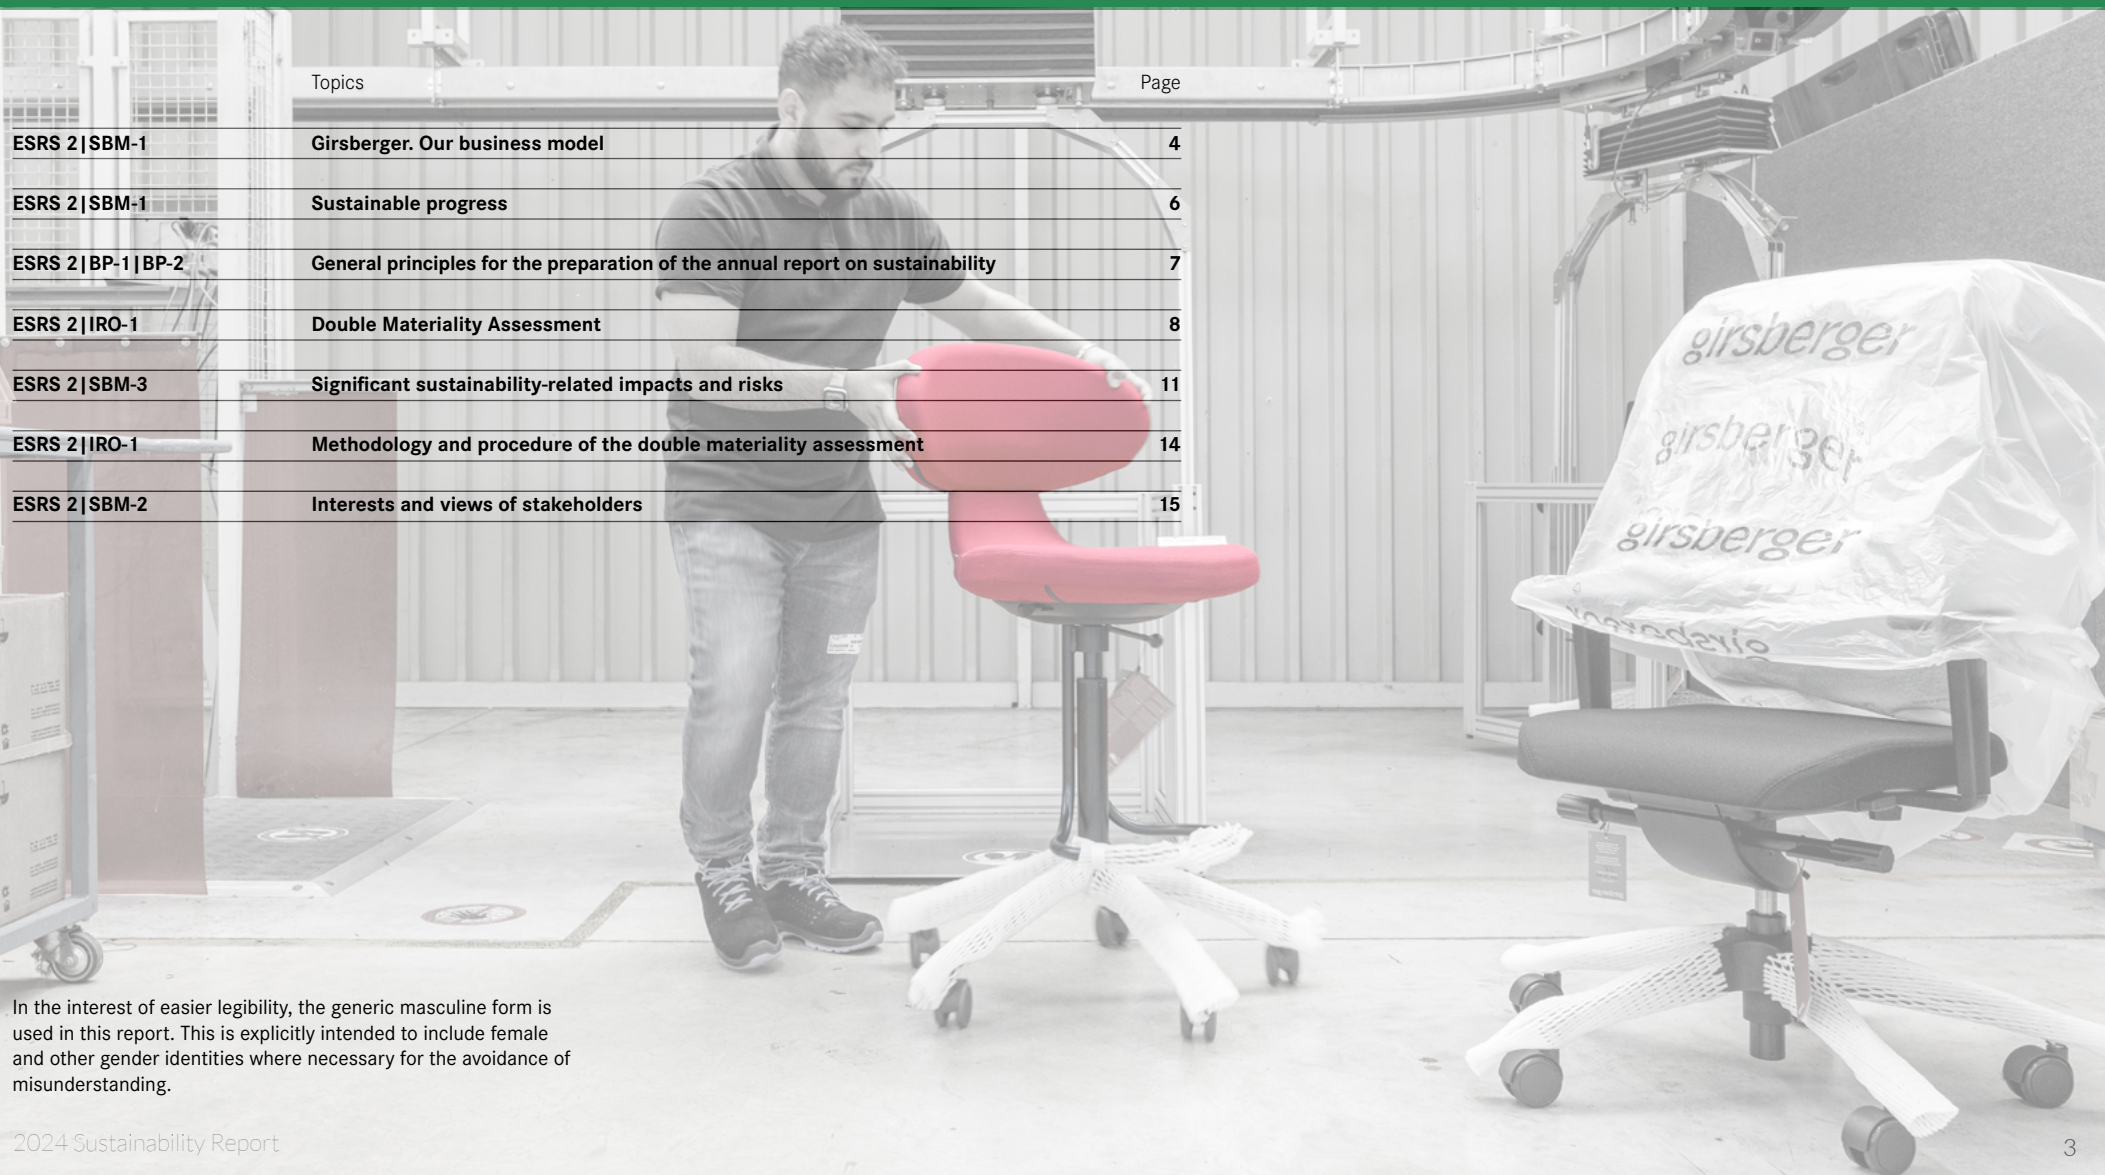 Topics Page
ESRS 2|SBM-1 Girsberger. Our business model 4
ESRS 2|SBM-1 Sustainable progress 6
ESRS 2|BP-1|BP-2 General principles for the preparation of the annual report on sustainability 7
ESRS 2|IRO-1 Double Materiality Assessment 8
ESRS 2|SBM-3 Significant sustainability-related impacts and risks 11
ESRS 2|IRO-1 Methodology and procedure of the double materiality assessment 14
ESRS 2|SBM-2 Interests and views of stakeholders 15
girsberger
girsberger
girsberger
girsberger
In the interest of easier legibility, the generic masculine form is
used in this report. This is explicitly intended to include female
and other gender identities where necessary for the avoidance of
misunderstanding.
2024 Sustainability Report 3